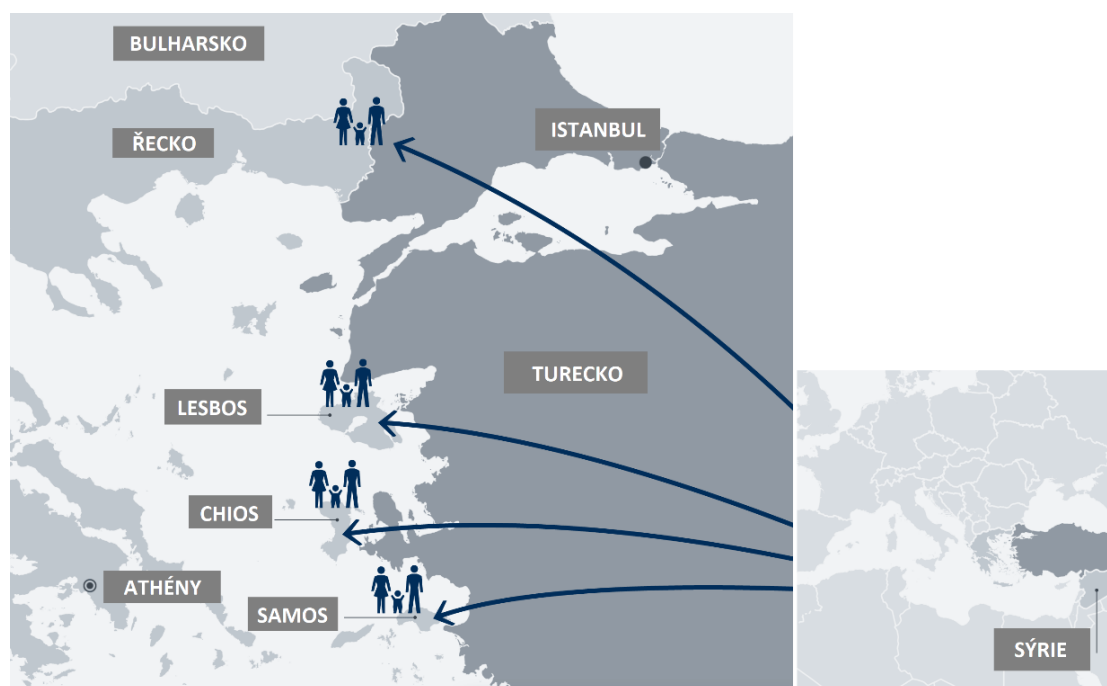 BULHARSKO
ŘECKO
ISTANBUL
TURECKO
LESBOS
CHIOS
ATHÉNY
SAMOS
SÝRIE